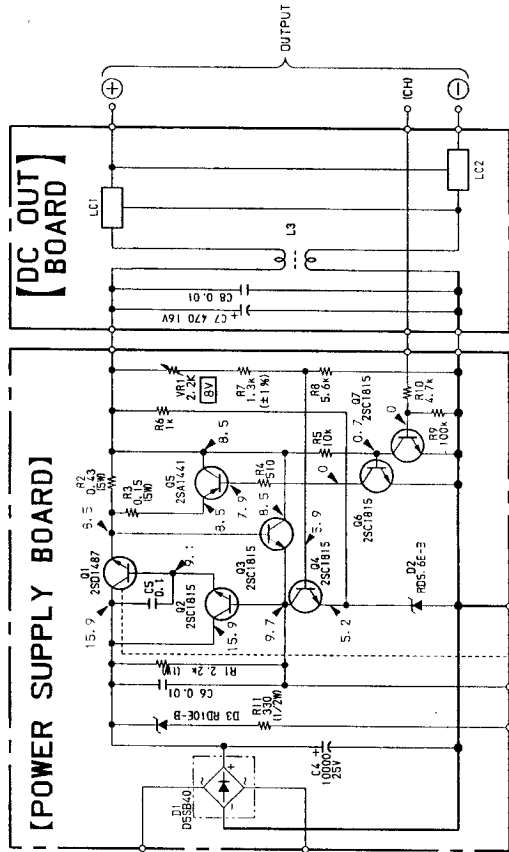 [POWER SUPPLY BOARD]
[DC OUT BOARD]
D1
D5SB40
C4
10000
25V
D3 RD10E-B
R11
330
(1/2W)
C6 0.01
R1 2.2k (1W)
15.9
Q1
2SD1487
C5
0.1
9.1
Q2
2SC1815
15.9
9.7
Q3
2SC1815
Q4
2SC1815
5.9
5.2
D2
RD5.6E-B
8.5
R2
0.43
(5W)
R3
0.15
(5W)
Q5
2SA1441
8.5
8.5
7.9
8.5
R4
510
0
R5
10k
0.7
Q6
2SC1815
Q7
2SC1815
0
R6
1k
VR1
2.2K
8V
R7
1.3k
(±1%)
R8
5.6k
R9
100k
R10
4.7k
C7 470 16V
C8 0.01
L3
LC1
LC2
+
OUTPUT
(CH)
−